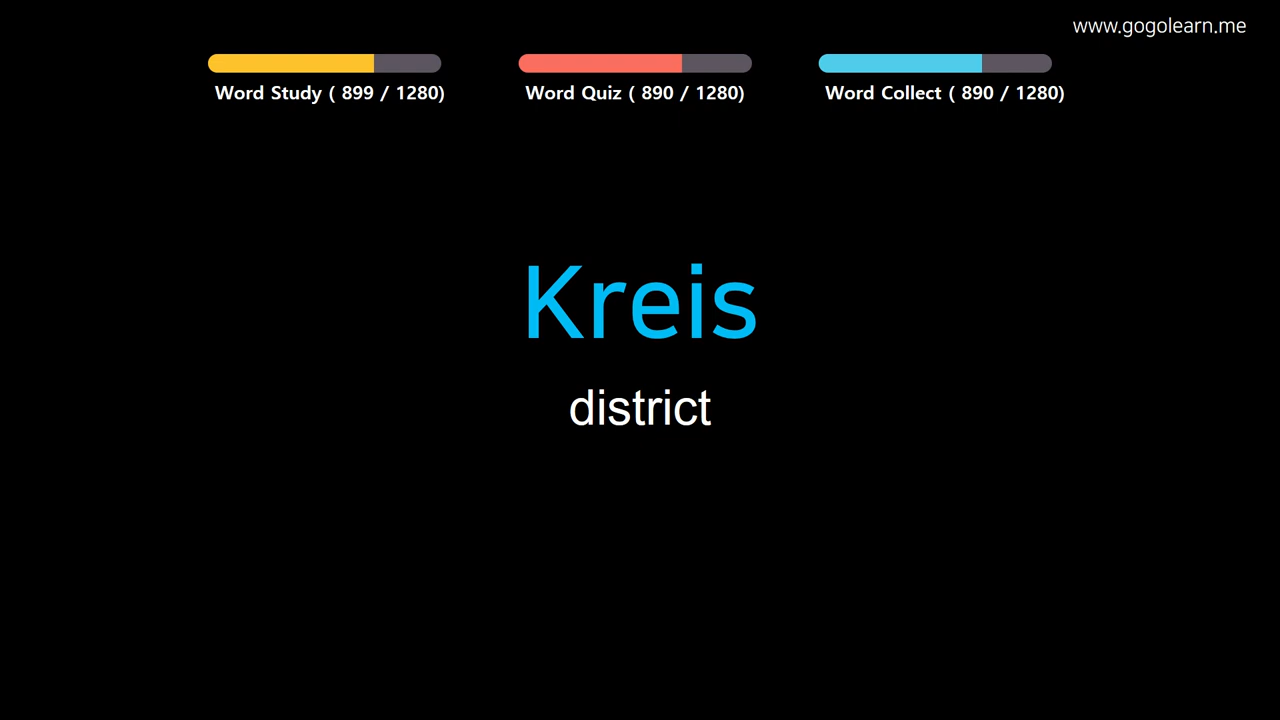 www.gogolearn.me
Word Study ( 899 / 1280)
Word Quiz ( 890 / 1280)
Word Collect ( 890 / 1280)
Kreis
district